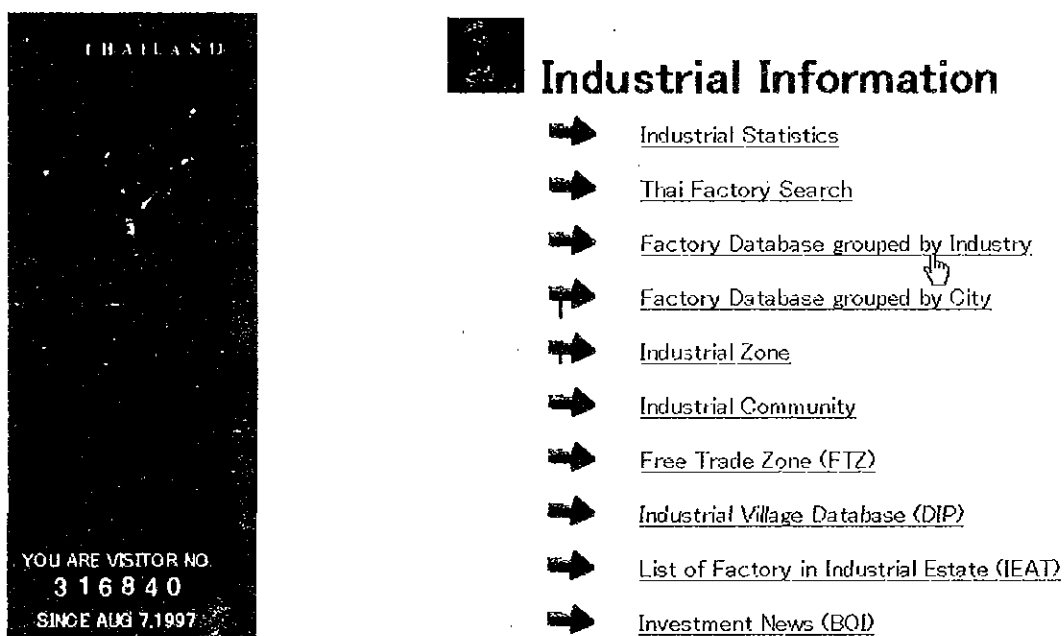 THAILAND
YOU ARE VISITOR NO.
316840
SINCE AUG 7,1997
Industrial Information
Industrial Statistics
Thai Factory Search
Factory Database grouped by Industry
Factory Database grouped by City
Industrial Zone
Industrial Community
Free Trade Zone (FTZ)
Industrial Village Database (DIP)
List of Factory in Industrial Estate (IEAT)
Investment News (BOI)